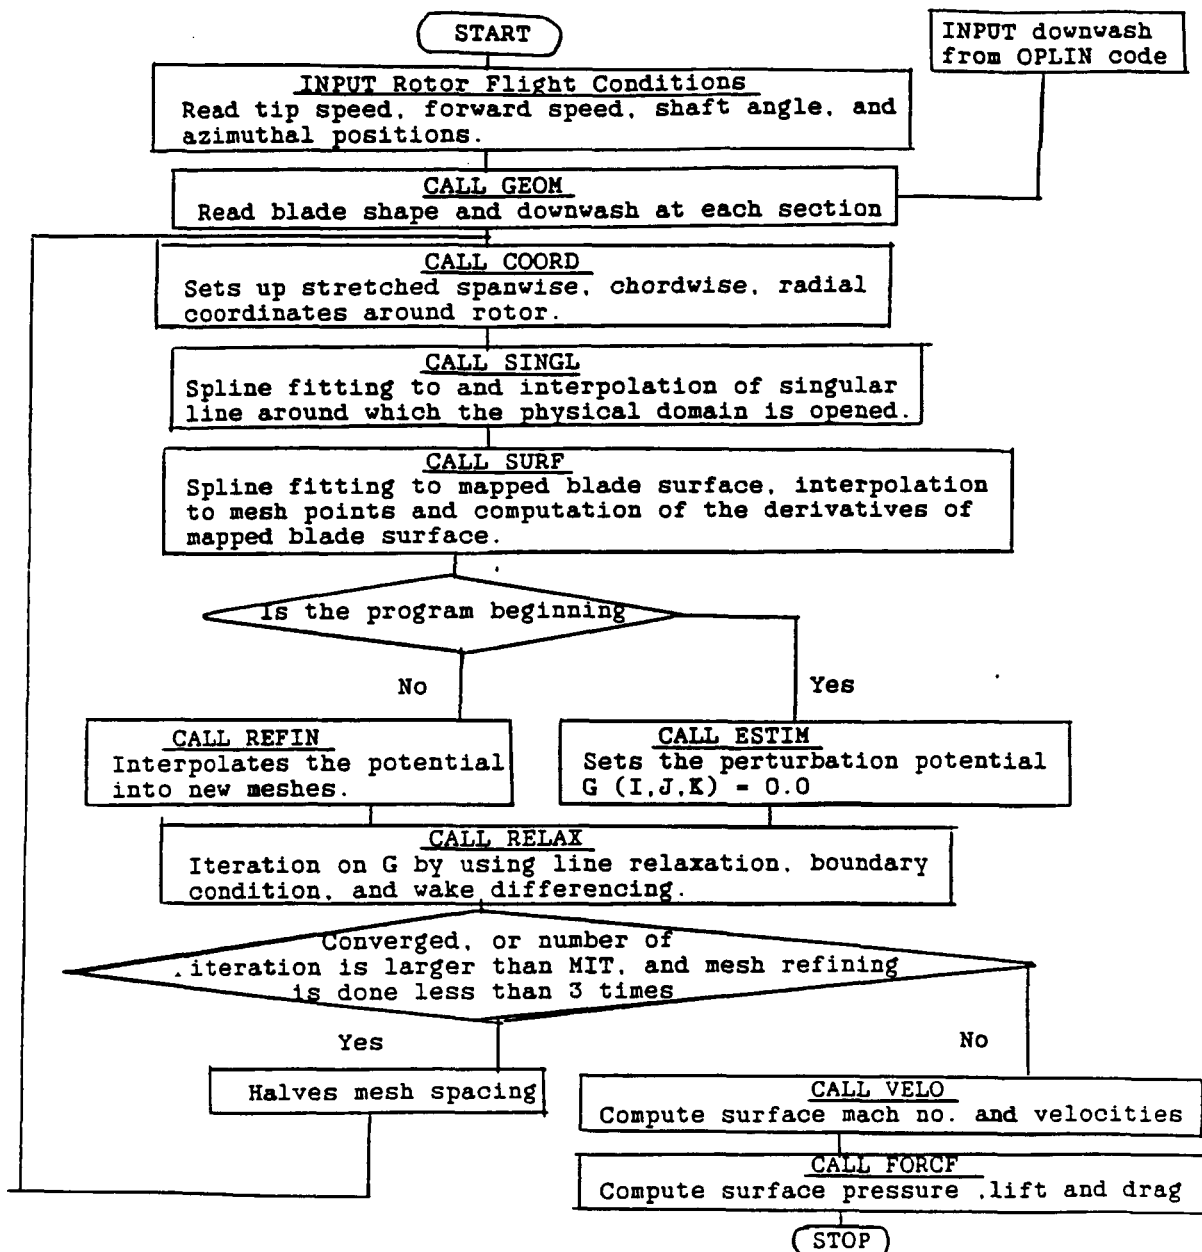 START
INPUT downwash
from OPLIN code
INPUT Rotor Flight Conditions
Read tip speed, forward speed, shaft angle, and
azimuthal positions.
CALL GEOM
Read blade shape and downwash at each section
CALL COORD
Sets up stretched spanwise, chordwise, radial
coordinates around rotor.
CALL SINGL
Spline fitting to and interpolation of singular
line around which the physical domain is opened.
CALL SURF
Spline fitting to mapped blade surface, interpolation
to mesh points and computation of the derivatives of
mapped blade surface.
Is the program beginning
No
Yes
CALL REFIN
Interpolates the potential
into new meshes.
CALL ESTIM
Sets the perturbation potential
G (I,J,K) = 0.0
CALL RELAX
Iteration on G by using line relaxation, boundary
condition, and wake differencing.
Converged, or number of
iteration is larger than MIT, and mesh refining
is done less than 3 times
Yes
No
Halves mesh spacing
CALL VELO
Compute surface mach no. and velocities
CALL FORCF
Compute surface pressure ,lift and drag
STOP